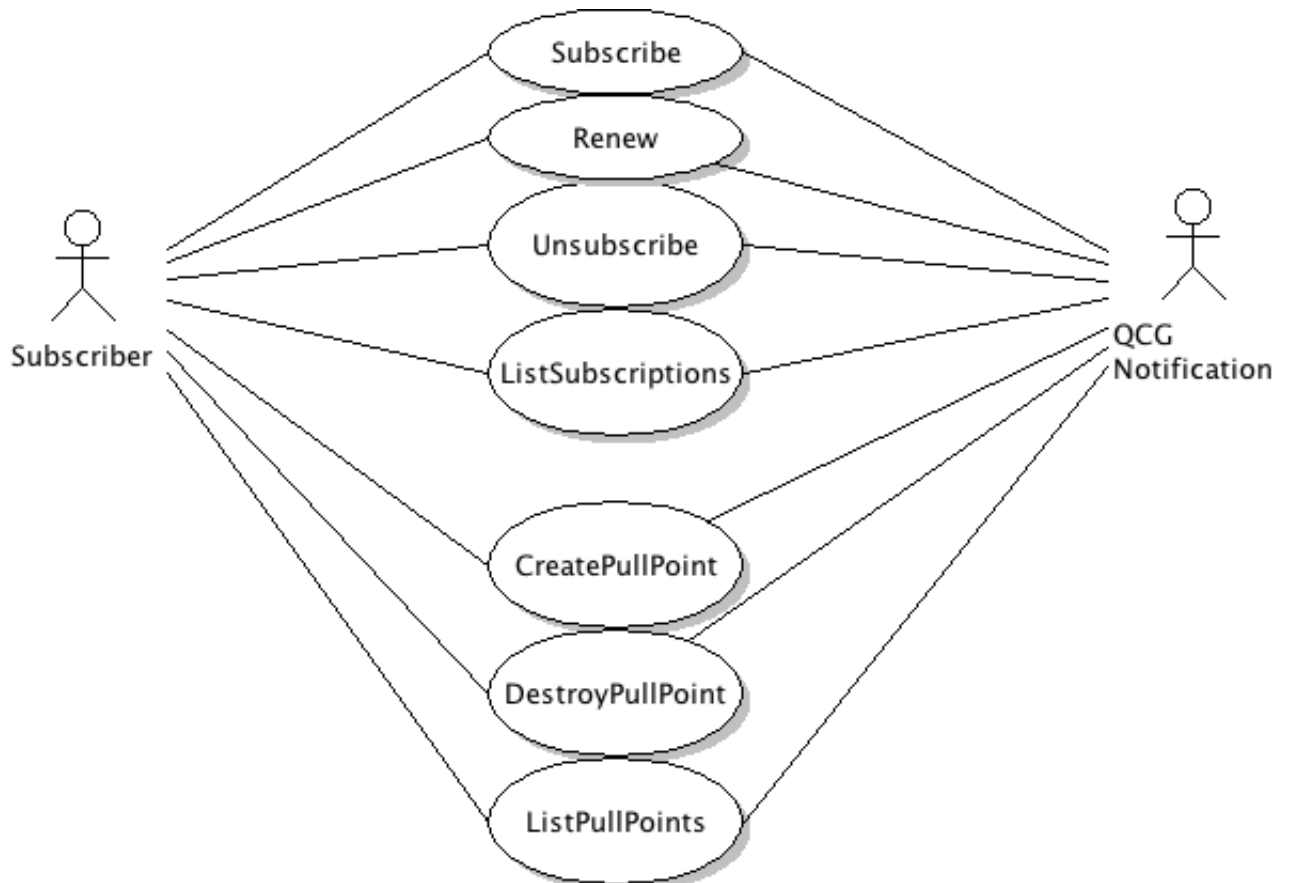 Subscribe
Renew
Unsubscribe
ListSubscriptions
Subscriber
QCG
Notification
CreatePullPoint
DestroyPullPoint
ListPullPoints